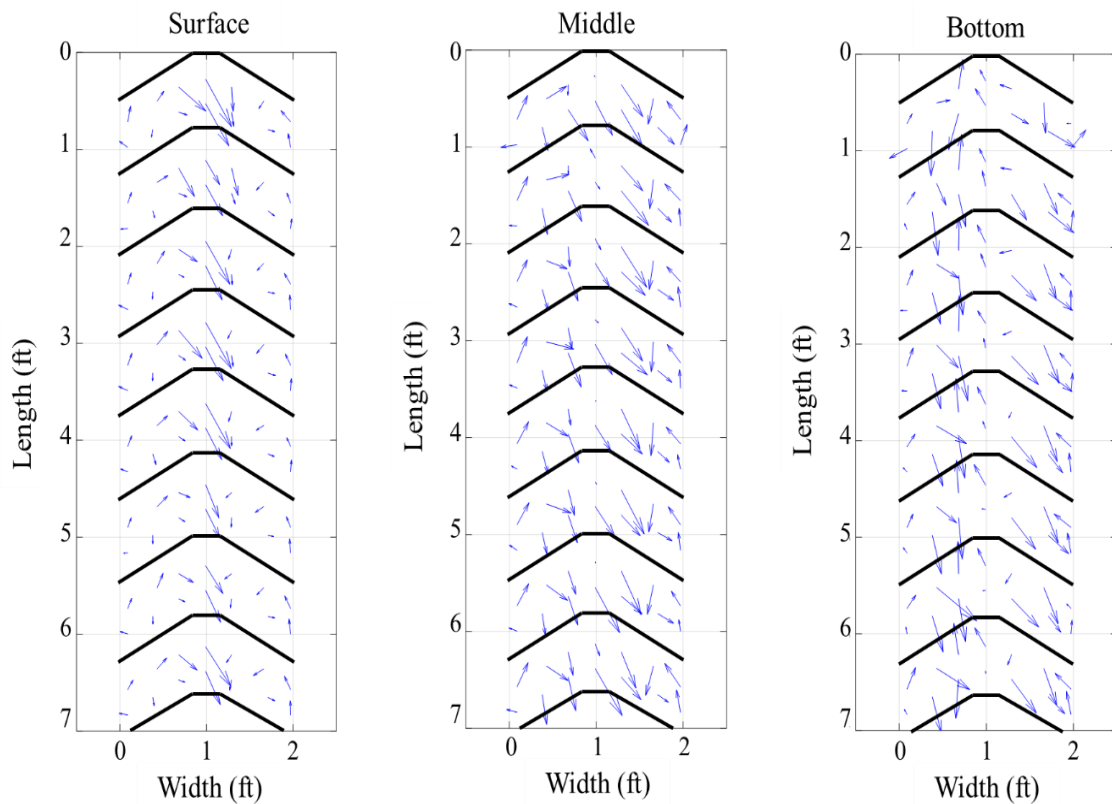 Surface
0
1
2
3
4
5
6
7
Length (ft)
0 1 2
Width (ft)
Middle
0
1
2
3
4
5
6
7
Length (ft)
0 1 2
Width (ft)
Bottom
0
1
2
3
4
5
6
7
Length (ft)
0 1 2
Width (ft)